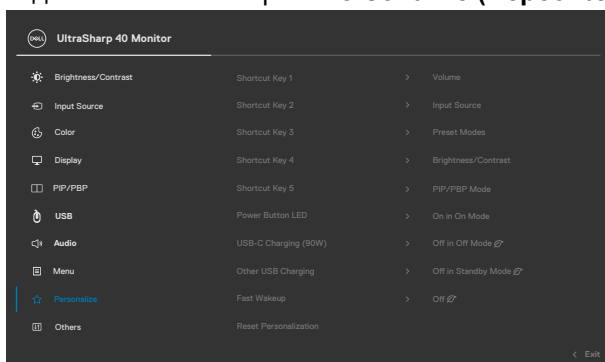 DELL UltraSharp 40 Monitor
Brightness/Contrast Shortcut Key 1 > Volume
Input Source Shortcut Key 2 > Input Source
Color Shortcut Key 3 > Preset Modes
Display Shortcut Key 4 > Brightness/Contrast
PIP/PBP Shortcut Key 5 > PIP/PBP Mode
USB Power Button LED > On in On Mode
Audio USB-C Charging (90W) > Off in Off Mode
Menu Other USB Charging > Off in Standby Mode
Personalize Fast Wakeup > Off
Others Reset Personalization
< Exit